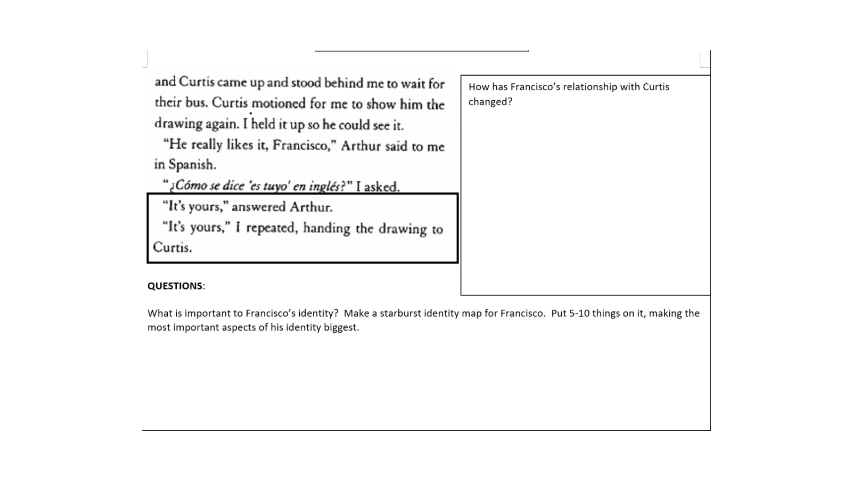 and Curtis came up and stood behind me to wait for
their bus. Curtis motioned for me to show him the
drawing again. I held it up so he could see it.
"He really likes it, Francisco," Arthur said to me
in Spanish.
"¿Cómo se dice 'es tuyo' en inglés?" I asked.
"It's yours," answered Arthur.
"It's yours," I repeated, handing the drawing to
Curtis.
How has Francisco's relationship with Curtis
changed?
QUESTIONS:
What is important to Francisco's identity? Make a starburst identity map for Francisco. Put 5-10 things on it, making the
most important aspects of his identity biggest.